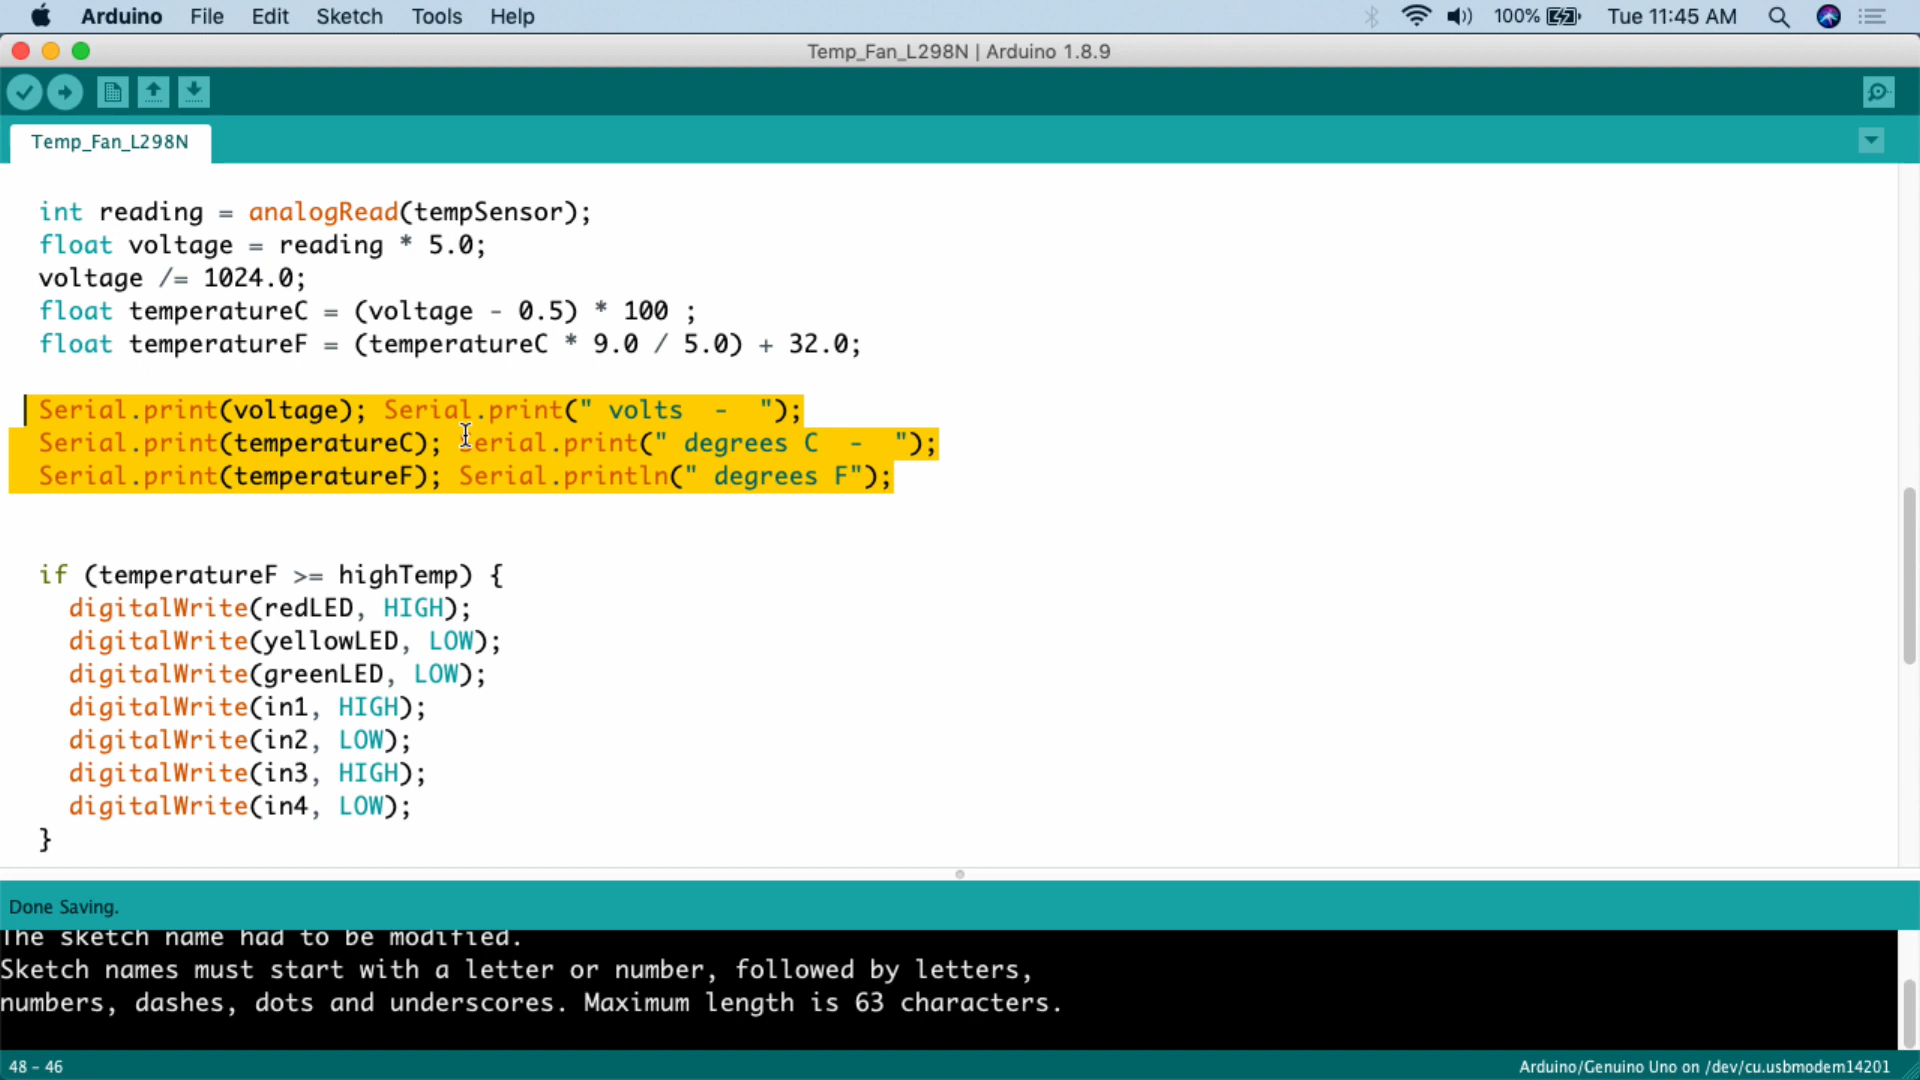 Arduino File Edit Sketch Tools Help 100% Tue 11:45 AM
Temp_Fan_L298N | Arduino 1.8.9
Temp_Fan_L298N
int reading = analogRead(tempSensor);
float voltage = reading * 5.0;
voltage /= 1024.0;
float temperatureC = (voltage - 0.5) * 100 ;
float temperatureF = (temperatureC * 9.0 / 5.0) + 32.0;
Serial.print(voltage); Serial.print(" volts  -  ");
Serial.print(temperatureC); Serial.print(" degrees C  -  ");
Serial.print(temperatureF); Serial.println(" degrees F");
if (temperatureF >= highTemp) {
digitalWrite(redLED, HIGH);
digitalWrite(yellowLED, LOW);
digitalWrite(greenLED, LOW);
digitalWrite(in1, HIGH);
digitalWrite(in2, LOW);
digitalWrite(in3, HIGH);
digitalWrite(in4, LOW);
}
Done Saving.
The sketch name had to be modified.
Sketch names must start with a letter or number, followed by letters,
numbers, dashes, dots and underscores. Maximum length is 63 characters.
48 - 46 Arduino/Genuino Uno on /dev/cu.usbmodem14201